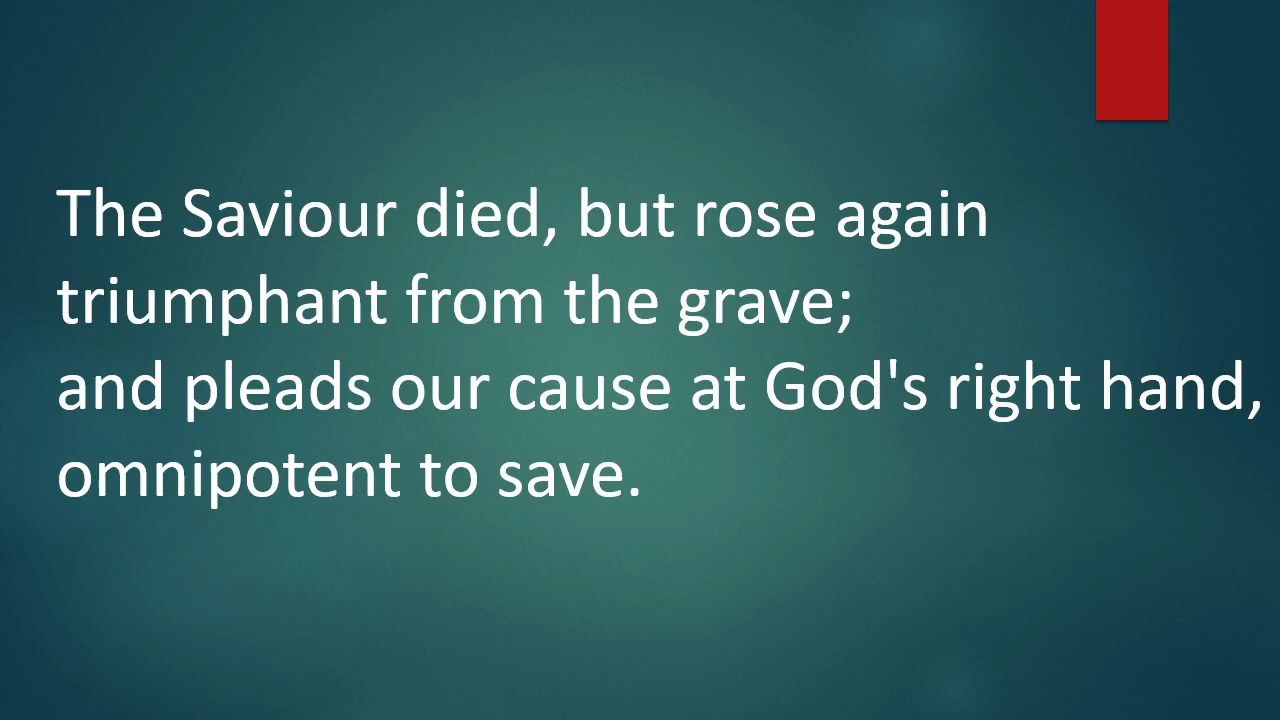 The Saviour died, but rose again
triumphant from the grave;
and pleads our cause at God's right hand,
omnipotent to save.